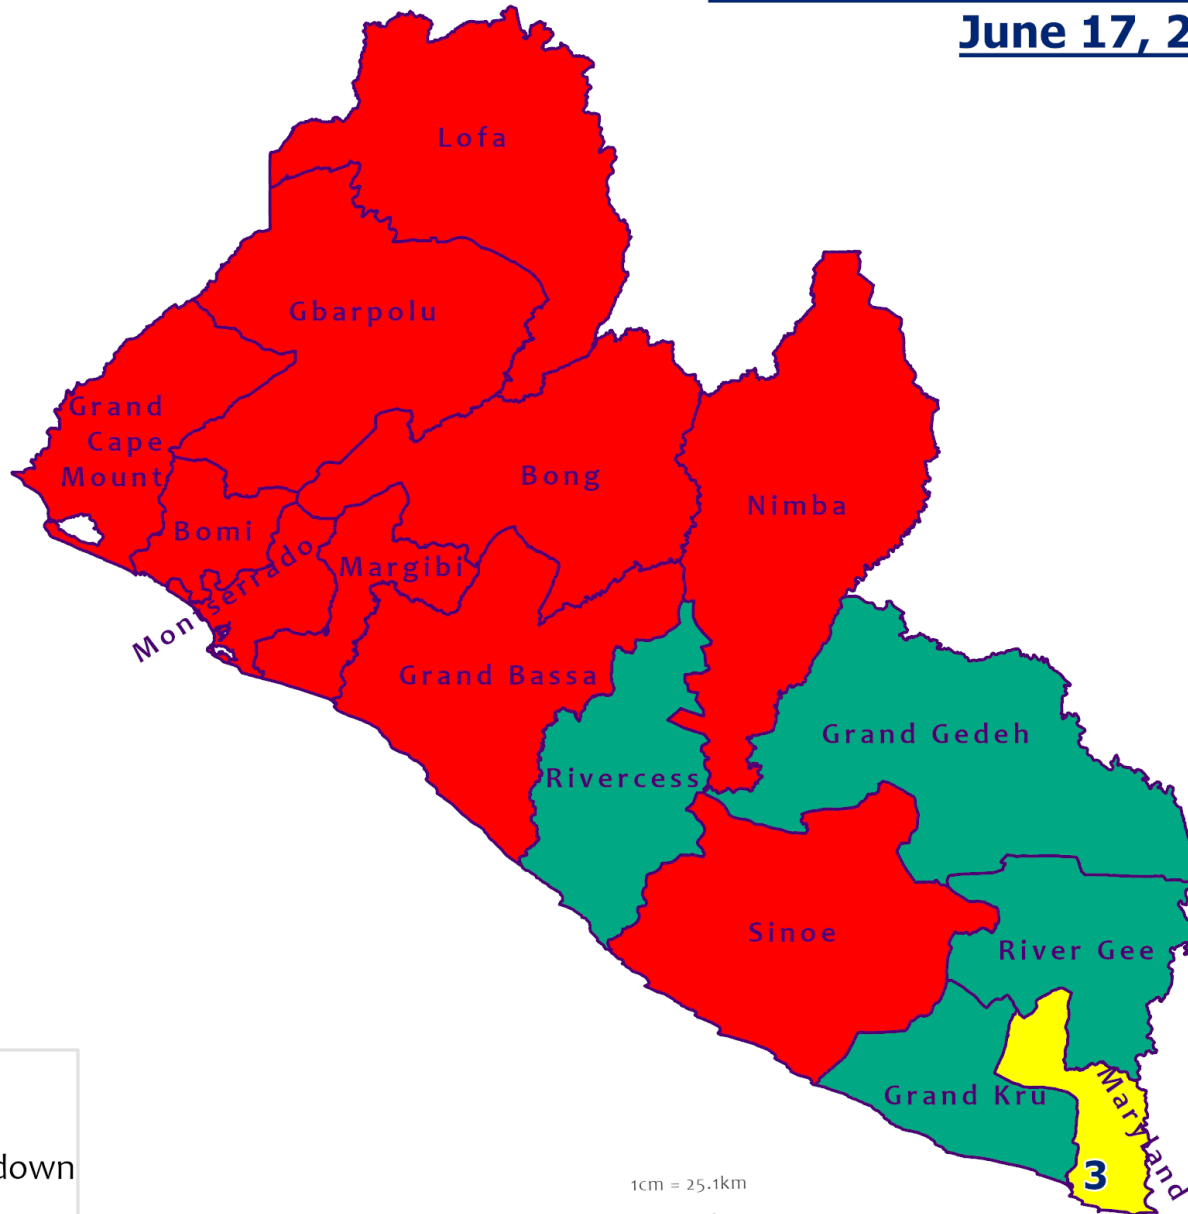 June 17, 2
Lofa
Gbarpolu
Grand
Cape
Mount
Bong
Nimba
Bomi
Montserrado
Margibi
Grand Bassa
Grand Gedeh
Rivercess
Sinoe
River Gee
Grand Kru
Maryland
3
down
1cm = 25.1km